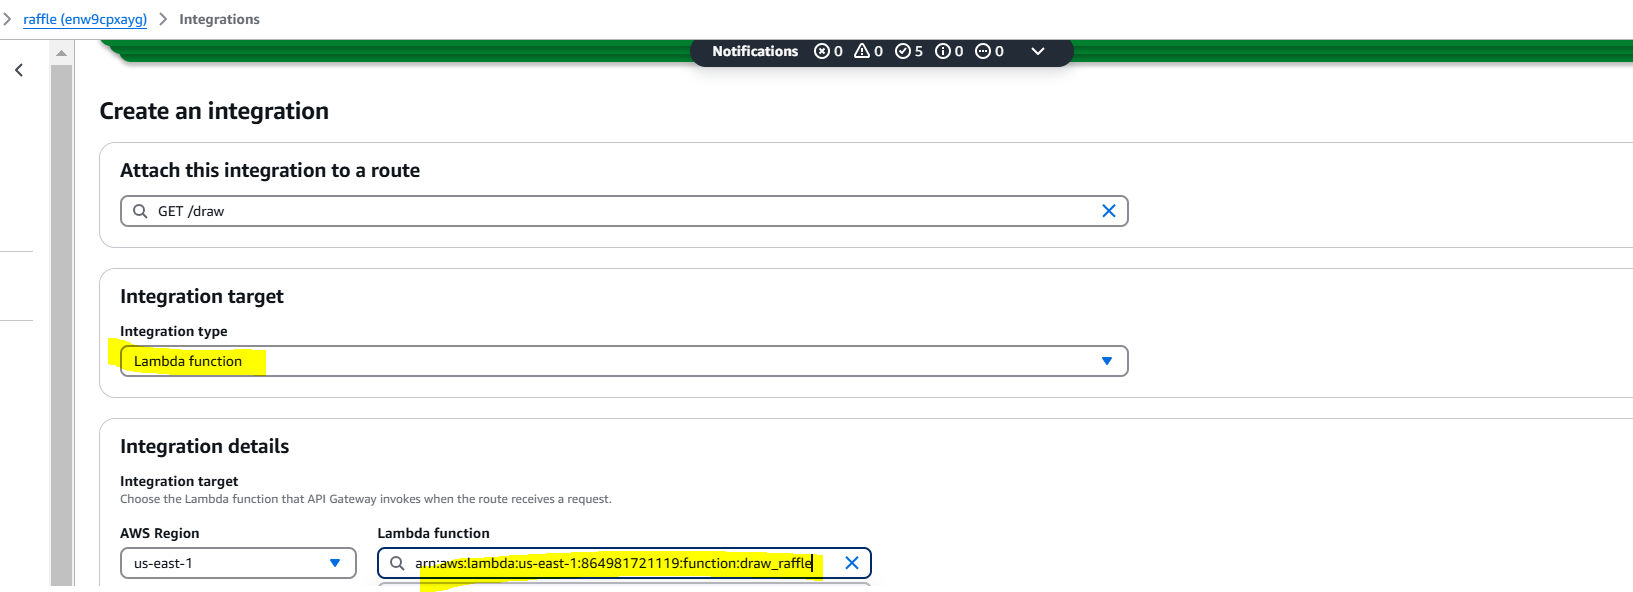 raffle (enw9cpxayg) Integrations
Notifications 0 0 5 0 0
Create an integration
Attach this integration to a route
GET /draw
Integration target
Integration type
Lambda function
Integration details
Integration target
Choose the Lambda function that API Gateway invokes when the route receives a request.
AWS Region Lambda function
us-east-1 arn:aws:lambda:us-east-1:864981721119:function:draw_raffle